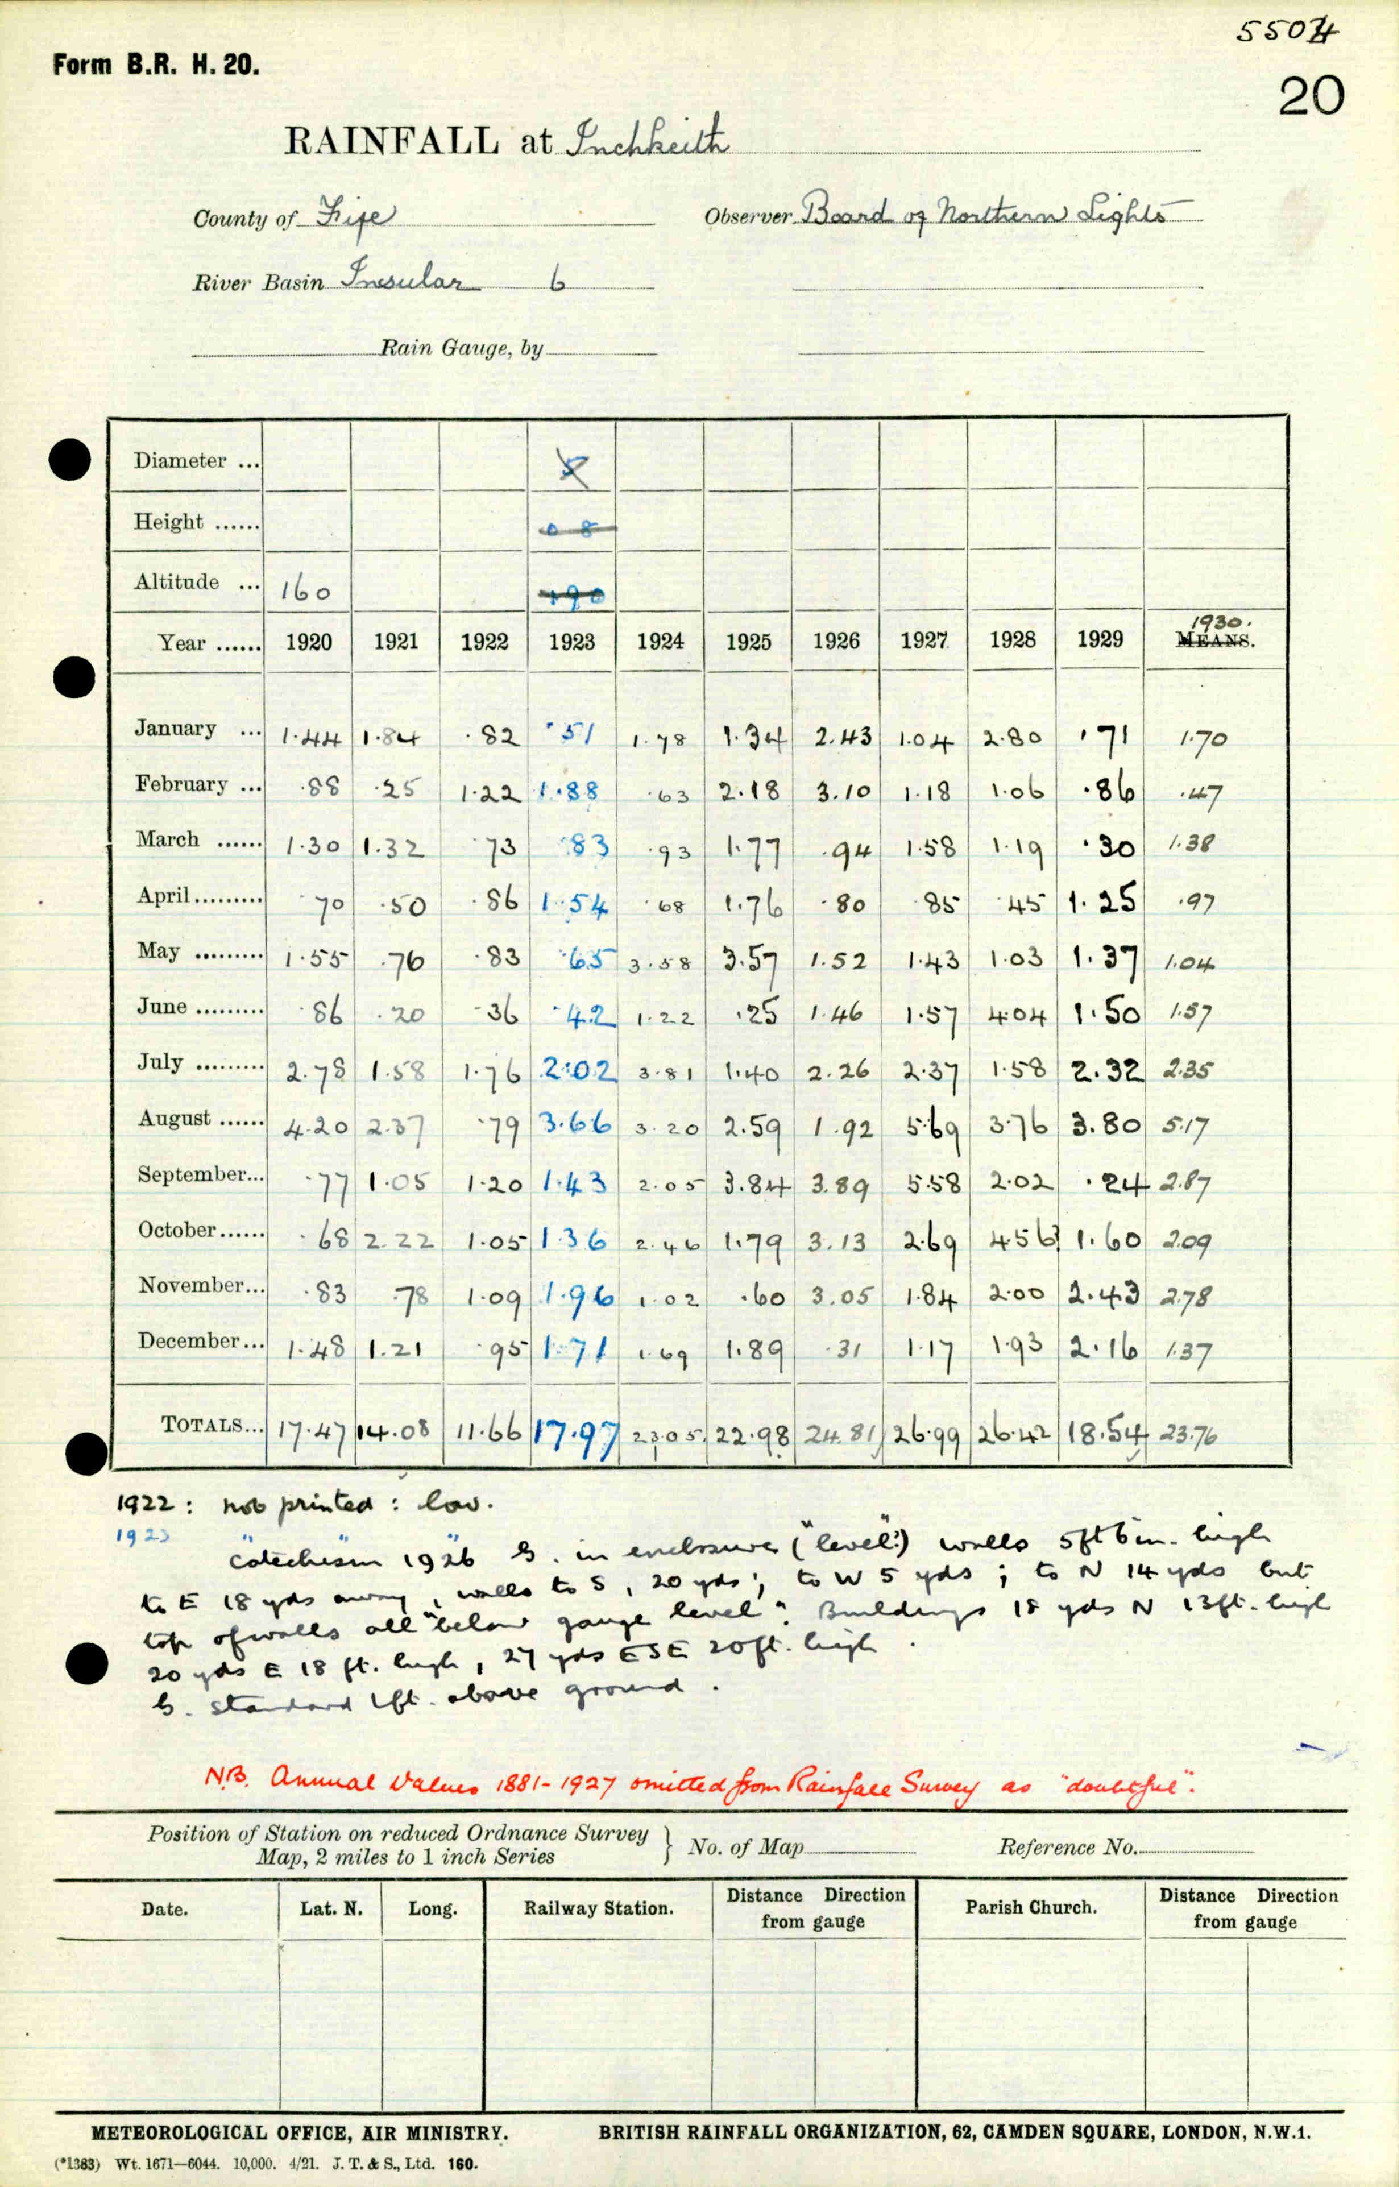 5504
Form B.R. H. 20.
20
RAINFALL at Inchkeith
County of Fife Observer Board of Northern Lights
River Basin Insular 6
Rain Gauge, by
Diameter ... 5
Height ...... 0 8
Altitude ... 160 190
Year ...... 1920 1921 1922 1923 1924 1925 1926 1927 1928 1929 1930. MEANS.
January ... 1.44 1.84 .82 .51 1.78 1.34 2.43 1.04 2.80 .71 1.70
February ... .88 .25 1.22 1.88 .63 2.18 3.10 1.18 1.06 .86 .47
March ...... 1.30 1.32 .73 .83 .93 1.77 .94 1.58 1.19 .30 1.38
April ......... .70 .50 .86 1.54 .68 1.76 .80 .85 .45 1.25 .97
May ......... 1.55 .76 .83 .65 3.58 3.57 1.52 1.43 1.03 1.37 1.04
June ......... .86 .20 .36 .42 1.22 .25 1.46 1.57 4.04 1.50 1.57
July ......... 2.78 1.58 1.76 2.02 3.81 1.40 2.26 2.37 1.58 2.32 2.35
August ...... 4.20 2.37 .79 3.66 3.20 2.59 1.92 5.69 3.76 3.80 5.17
September... .77 1.05 1.20 1.43 2.05 3.84 3.89 5.58 2.02 .24 2.87
October...... .68 2.22 1.05 1.36 2.46 1.79 3.13 2.69 4.56 1.60 2.09
November... .83 .78 1.09 1.96 1.02 .60 3.05 1.84 2.00 2.43 2.78
December... 1.48 1.21 .95 1.71 1.69 1.89 .31 1.17 1.93 2.16 1.37
TOTALS... 17.47 14.08 11.66 17.97 23.05 22.98 24.81 26.99 26.42 18.54 23.76
1922 : not printed : low.
1923
"Catechism" 1926 G. in enclosure ("level") walls 5ft 6in. high
to E 18 yds away, walls to S, 20 yds; to W 5 yds; to N 14 yds but
top of walls all "below gauge level". Buildings 18 yds N 13ft. high
20 yds E 18 ft. high, 27 yds ESE 20ft. high.
G. standard 1ft. above ground.
N.B. Annual Values 1881-1927 omitted from Rainfall Survey as "doubtful".
Position of Station on reduced Ordnance Survey
Map, 2 miles to 1 inch Series } No. of Map Reference No.
Date. Lat. N. Long. Railway Station. Distance Direction from gauge Parish Church. Distance Direction from gauge
METEOROLOGICAL OFFICE, AIR MINISTRY. BRITISH RAINFALL ORGANIZATION, 62, CAMDEN SQUARE, LONDON, N.W.1.
(*1383) Wt. 1671—6044. 10,000. 4/21. J. T. & S., Ltd. 160.